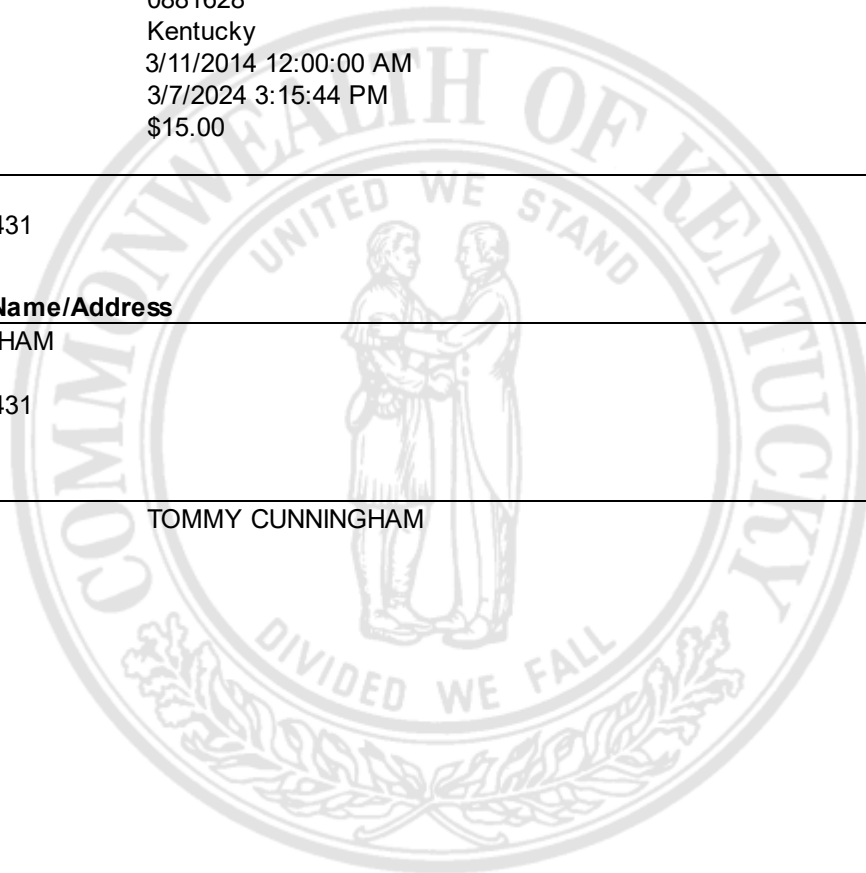 0881628
Kentucky
3/11/2014 12:00:00 AM
3/7/2024 3:15:44 PM
$15.00
431
Name/Address
HAM
431
TOMMY CUNNINGHAM
COMMONWEALTH OF KENTUCKY
UNITED WE STAND
DIVIDED WE FALL